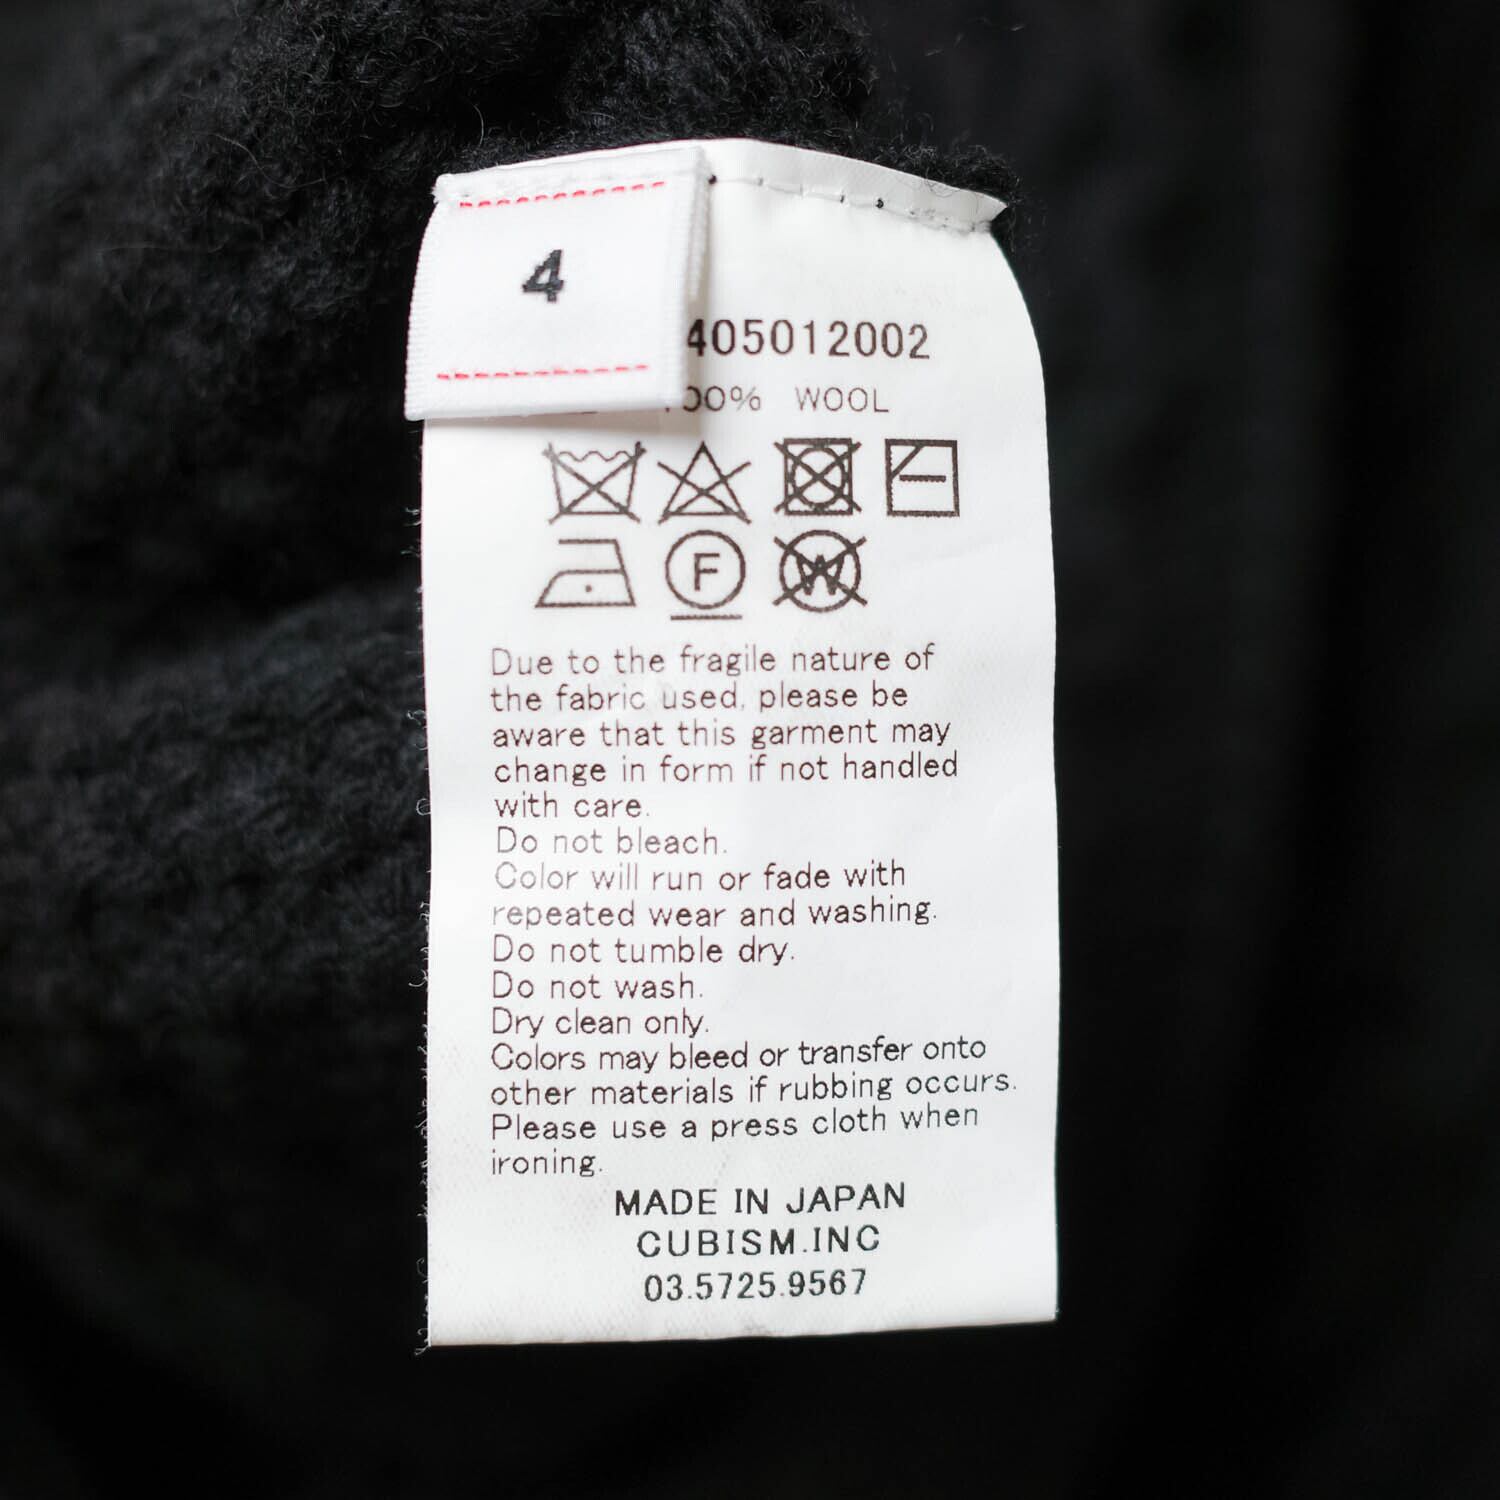 4
405012002
100% WOOL
F
W
Due to the fragile nature of
the fabric used, please be
aware that this garment may
change in form if not handled
with care.
Do not bleach.
Color will run or fade with
repeated wear and washing.
Do not tumble dry.
Do not wash.
Dry clean only.
Colors may bleed or transfer onto
other materials if rubbing occurs.
Please use a press cloth when
ironing.
MADE IN JAPAN
CUBISM.INC
03.5725.9567